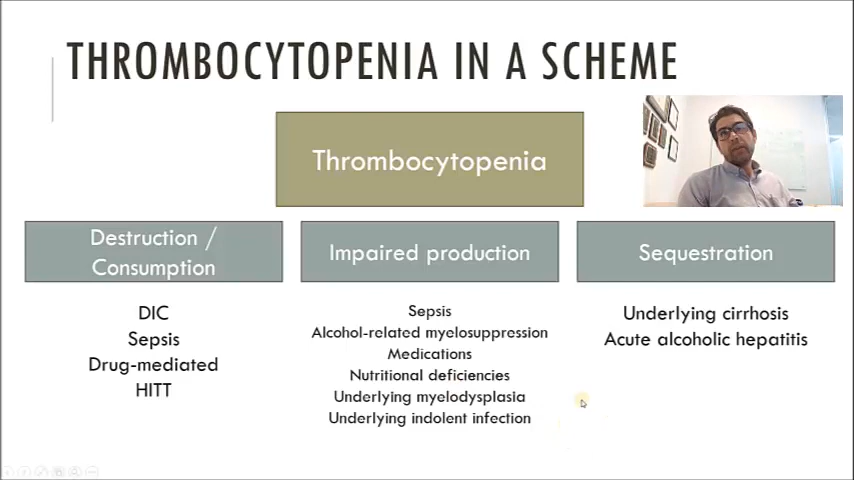 THROMBOCYTOPENIA IN A SCHEME
Thrombocytopenia
Destruction /
Consumption
DIC
Sepsis
Drug-mediated
HITT
Impaired production
Sepsis
Alcohol-related myelosuppression
Medications
Nutritional deficiencies
Underlying myelodysplasia
Underlying indolent infection
Sequestration
Underlying cirrhosis
Acute alcoholic hepatitis